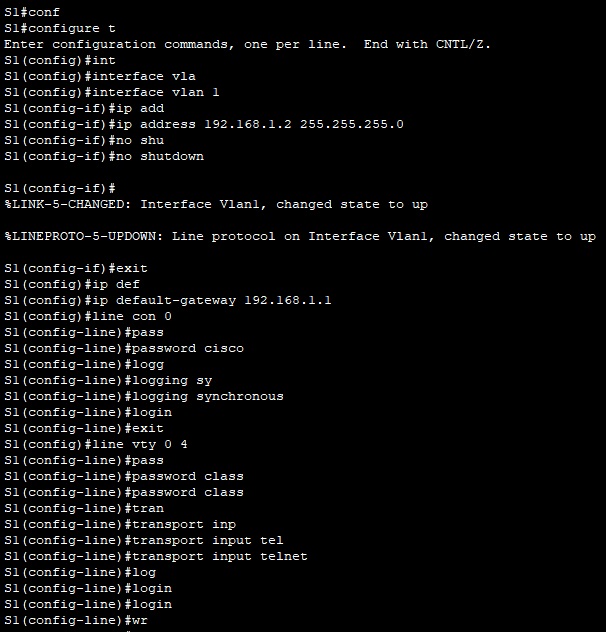 S1#conf
S1#configure t
Enter configuration commands, one per line.  End with CNTL/Z.
S1(config)#int
S1(config)#interface vla
S1(config)#interface vlan 1
S1(config-if)#ip add
S1(config-if)#ip address 192.168.1.2 255.255.255.0
S1(config-if)#no shu
S1(config-if)#no shutdown
S1(config-if)#
%LINK-5-CHANGED: Interface Vlan1, changed state to up
%LINEPROTO-5-UPDOWN: Line protocol on Interface Vlan1, changed state to up
S1(config-if)#exit
S1(config)#ip def
S1(config)#ip default-gateway 192.168.1.1
S1(config)#line con 0
S1(config-line)#pass
S1(config-line)#password cisco
S1(config-line)#logg
S1(config-line)#logging sy
S1(config-line)#logging synchronous
S1(config-line)#login
S1(config-line)#exit
S1(config)#line vty 0 4
S1(config-line)#pass
S1(config-line)#password class
S1(config-line)#password class
S1(config-line)#tran
S1(config-line)#transport inp
S1(config-line)#transport input tel
S1(config-line)#transport input telnet
S1(config-line)#log
S1(config-line)#login
S1(config-line)#login
S1(config-line)#wr